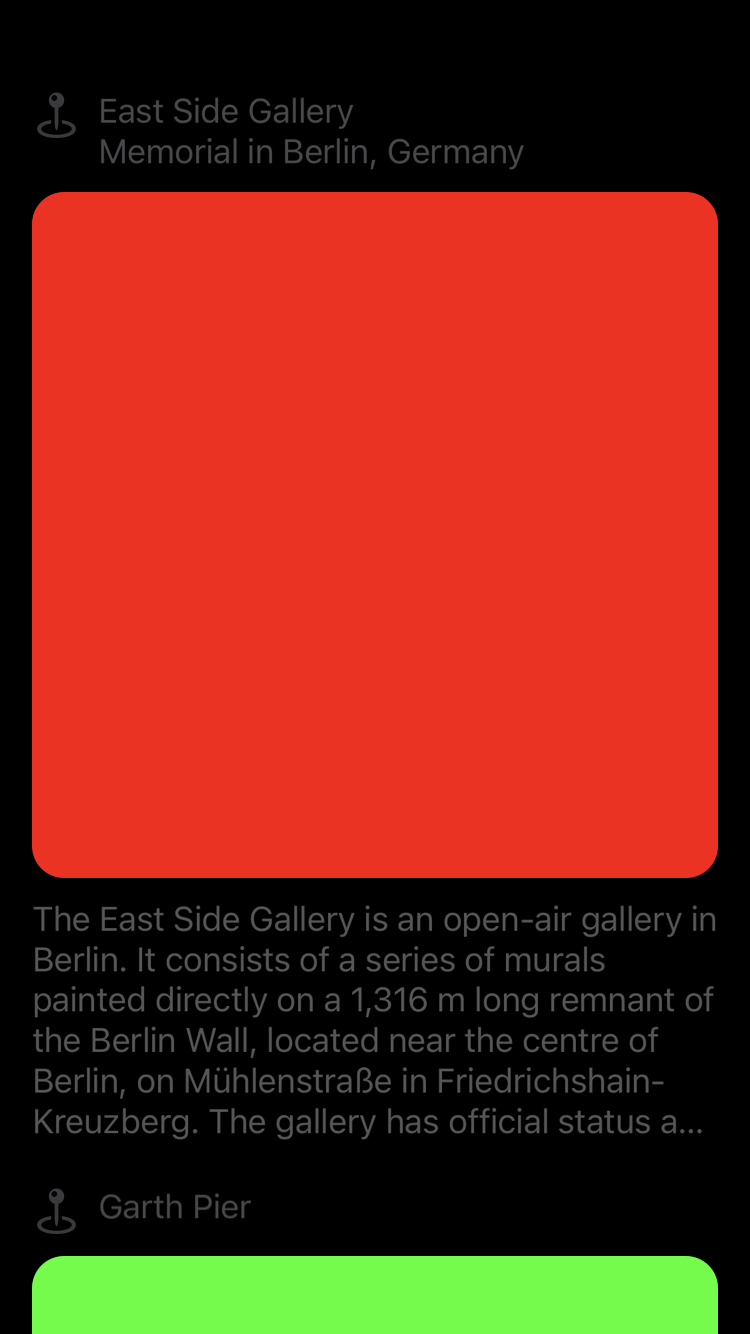 East Side Gallery
Memorial in Berlin, Germany
The East Side Gallery is an open-air gallery in
Berlin. It consists of a series of murals
painted directly on a 1,316 m long remnant of
the Berlin Wall, located near the centre of
Berlin, on Mühlenstraße in Friedrichshain-
Kreuzberg. The gallery has official status a...
Garth Pier